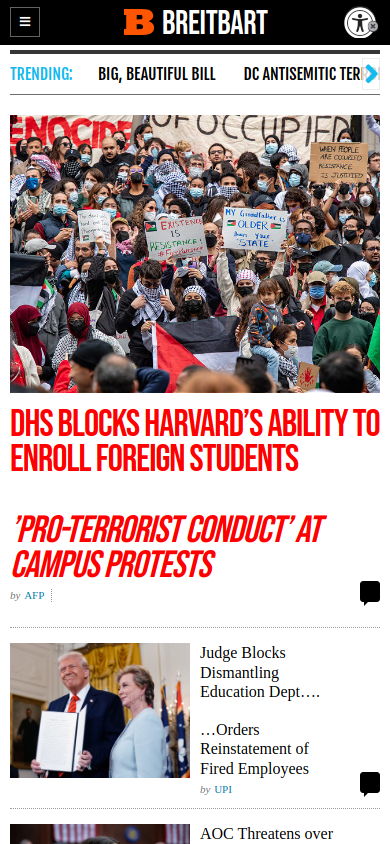 BREITBART
TRENDING:
BIG, BEAUTIFUL BILL
DC ANTISEMITIC TER
GENOCIDE
OF OCCUPIED
WHEN PEOPLE
ARE OCCUPIED
RESISTANCE
IS JUSTIFIED
EXISTENCE
IS
RESISTANCE!
MY Grandfather is
OLDER
than your
"STATE"
DHS BLOCKS HARVARD'S ABILITY TO
ENROLL FOREIGN STUDENTS
'PRO-TERRORIST CONDUCT' AT
CAMPUS PROTESTS
by AFP
Judge Blocks
Dismantling
Education Dept….
…Orders
Reinstatement of
Fired Employees
by UPI
AOC Threatens over